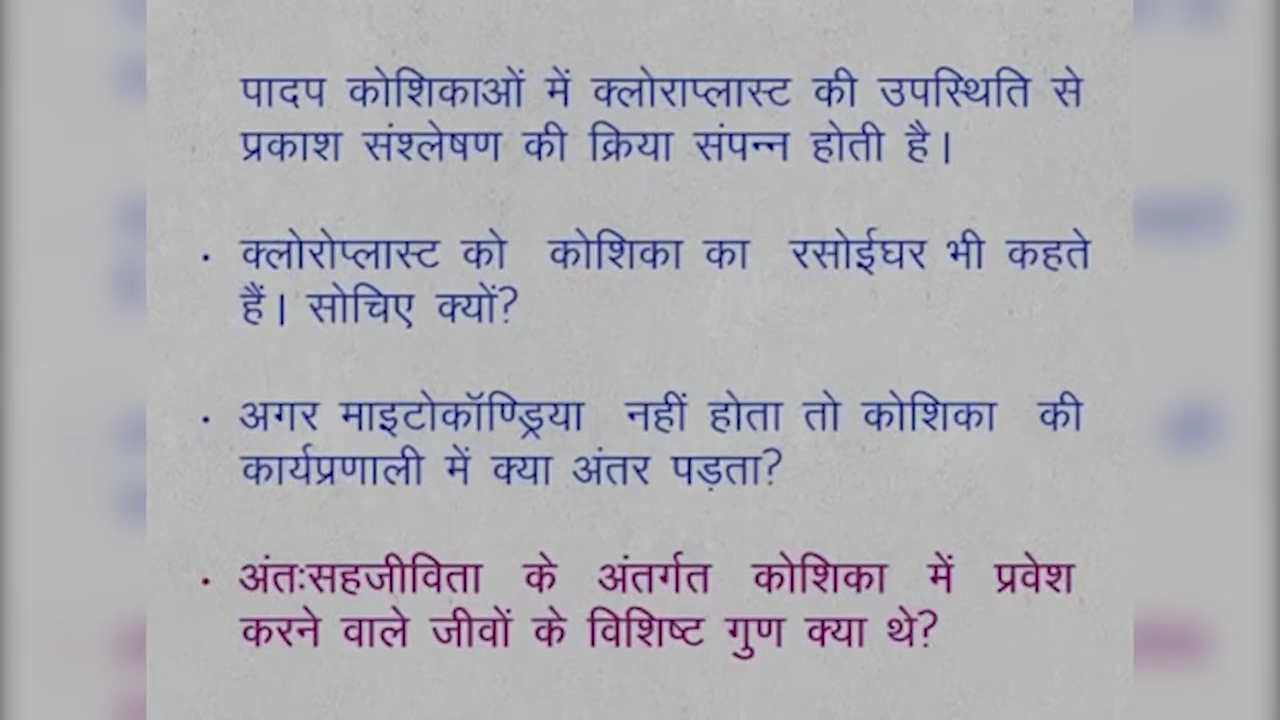 पादप कोशिकाओं में क्लोराप्लास्ट की उपस्थिति से
प्रकाश संश्लेषण की क्रिया संपन्न होती है।
· क्लोरोप्लास्ट को कोशिका का रसोईघर भी कहते
हैं। सोचिए क्यों?
· अगर माइटोकॉण्ड्रिया नहीं होता तो कोशिका की
कार्यप्रणाली में क्या अंतर पड़ता?
· अंतःसहजीविता के अंतर्गत कोशिका में प्रवेश
करने वाले जीवों के विशिष्ट गुण क्या थे?